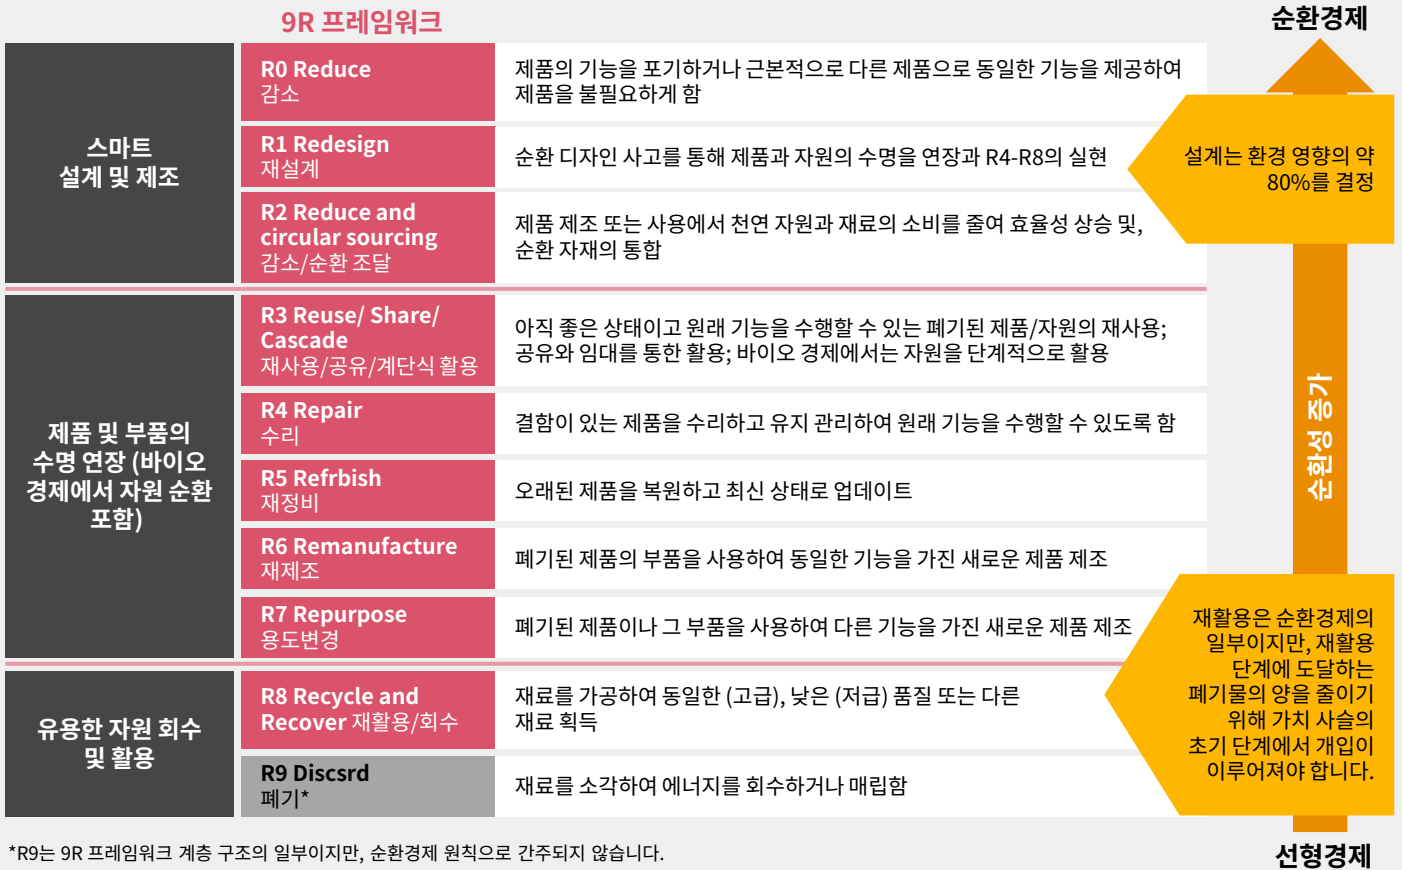 9R 프레임워크
순환경제
스마트
설계 및 제조
R0 Reduce
감소
제품의 기능을 포기하거나 근본적으로 다른 제품으로 동일한 기능을 제공하여
제품을 불필요하게 함
R1 Redesign
재설계
순환 디자인 사고를 통해 제품과 자원의 수명을 연장과 R4-R8의 실현
설계는 환경 영향의 약
80%를 결정
R2 Reduce and
circular sourcing
감소/순환 조달
제품 제조 또는 사용에서 천연 자원과 재료의 소비를 줄여 효율성 상승 및,
순환 자재의 통합
제품 및 부품의
수명 연장 (바이오
경제에서 자원 순환
포함)
R3 Reuse/ Share/
Cascade
재사용/공유/계단식 활용
아직 좋은 상태이고 원래 기능을 수행할 수 있는 폐기된 제품/자원의 재사용;
공유와 임대를 통한 활용; 바이오 경제에서는 자원을 단계적으로 활용
R4 Repair
수리
결함이 있는 제품을 수리하고 유지 관리하여 원래 기능을 수행할 수 있도록 함
순환성 증가
R5 Refrbish
재정비
오래된 제품을 복원하고 최신 상태로 업데이트
R6 Remanufacture
재제조
폐기된 제품의 부품을 사용하여 동일한 기능을 가진 새로운 제품 제조
R7 Repurpose
용도변경
폐기된 제품이나 그 부품을 사용하여 다른 기능을 가진 새로운 제품 제조
재활용은 순환경제의
일부이지만, 재활용
단계에 도달하는
폐기물의 양을 줄이기
위해 가치 사슬의
초기 단계에서 개입이
이루어져야 합니다.
유용한 자원 회수
및 활용
R8 Recycle and
Recover 재활용/회수
재료를 가공하여 동일한 (고급), 낮은 (저급) 품질 또는 다른
재료 획득
R9 Discsrd
폐기*
재료를 소각하여 에너지를 회수하거나 매립함
*R9는 9R 프레임워크 계층 구조의 일부이지만, 순환경제 원칙으로 간주되지 않습니다.
선형경제